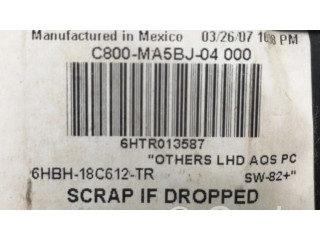 Manufactured in Mexico 03/26/07
C800-MA5BJ-04 000
6HTR013587
"OTHERS LHD AOS PC
6HBH-18C612-TR SW-82+"
SCRAP IF DROPPED